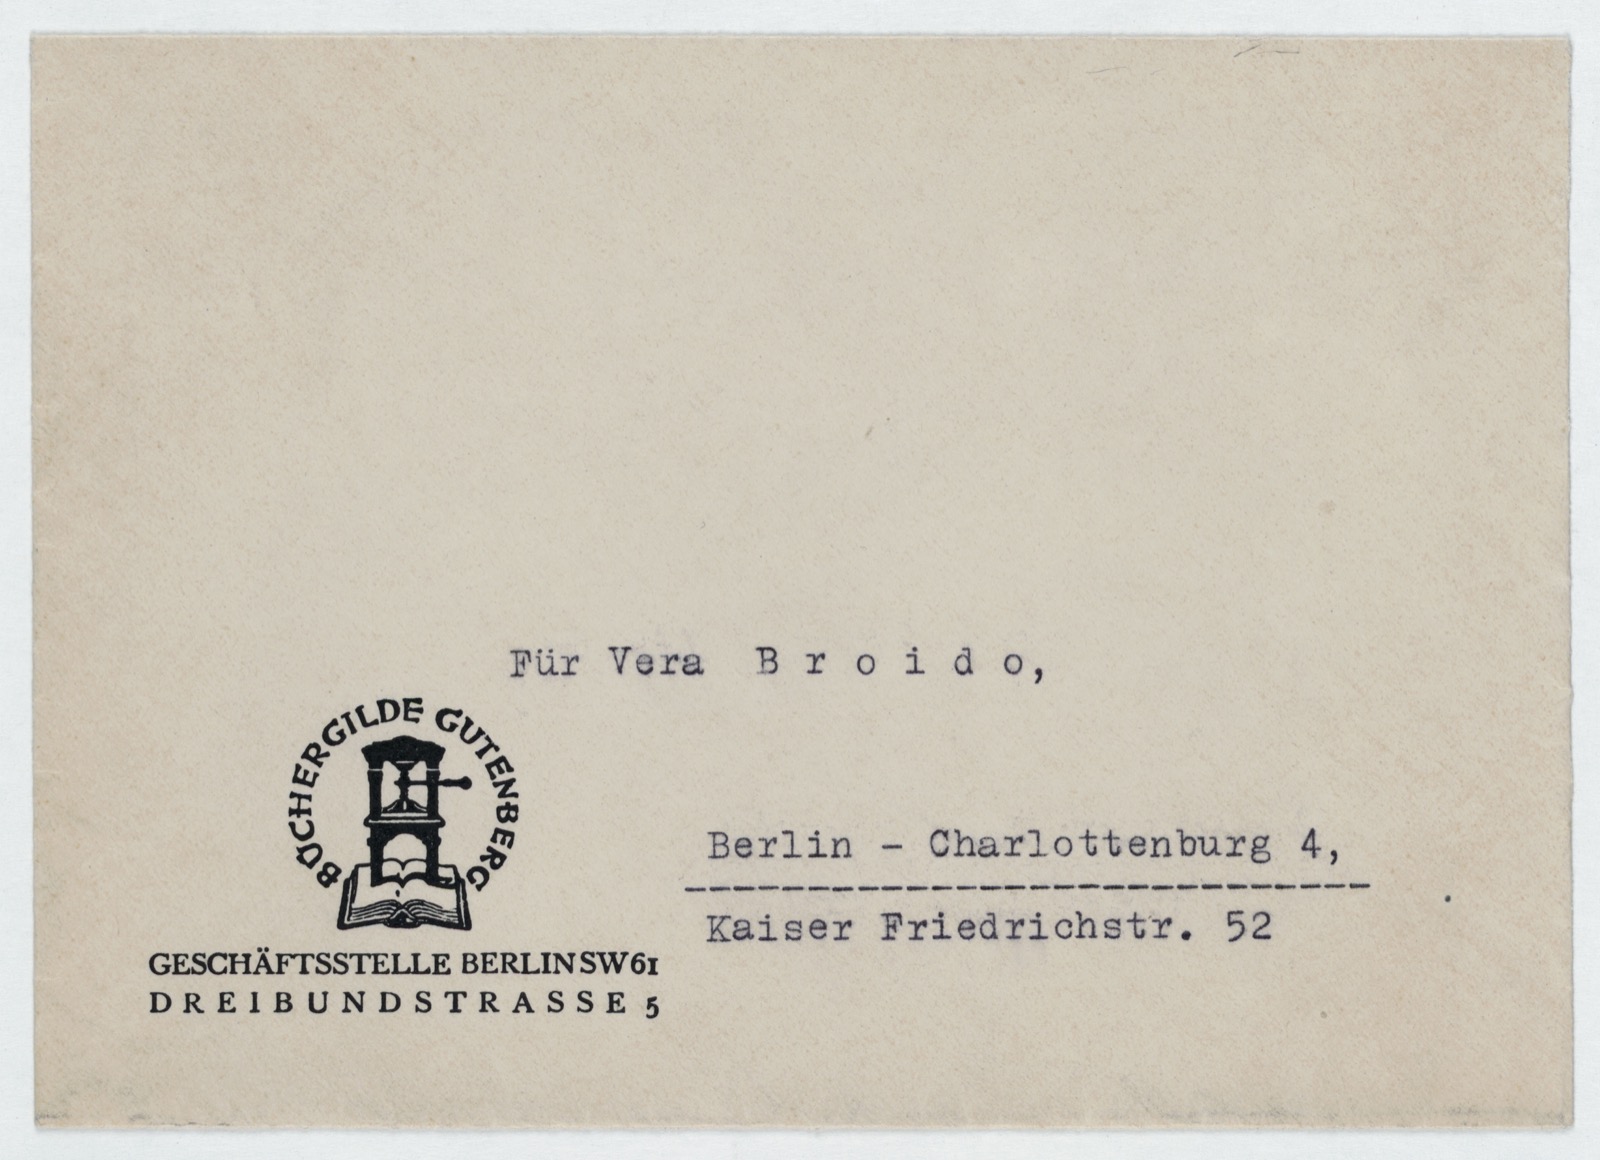 Für Vera B r o i d o,
BÜCHERGILDE GUTENBERG
Berlin - Charlottenburg 4,
Kaiser Friedrichstr. 52
GESCHÄFTSSTELLE BERLIN SW 61
DREIBUNDSTRASSE 5